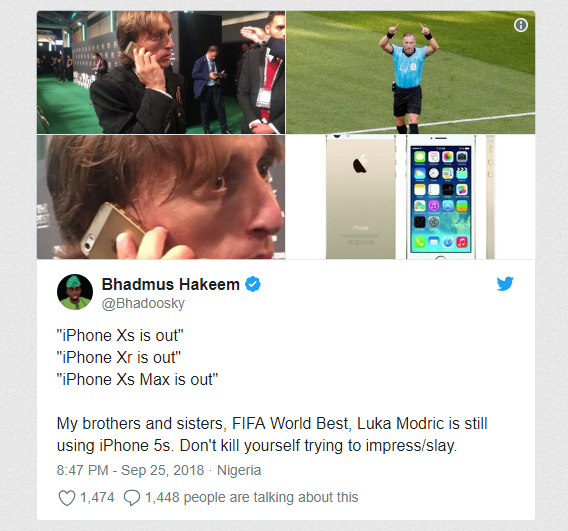 Bhadmus Hakeem
@Bhadoosky
"iPhone Xs is out"
"iPhone Xr is out"
"iPhone Xs Max is out"
My brothers and sisters, FIFA World Best, Luka Modric is still
using iPhone 5s. Don't kill yourself trying to impress/slay.
8:47 PM - Sep 25, 2018 · Nigeria
1,474 1,448 people are talking about this